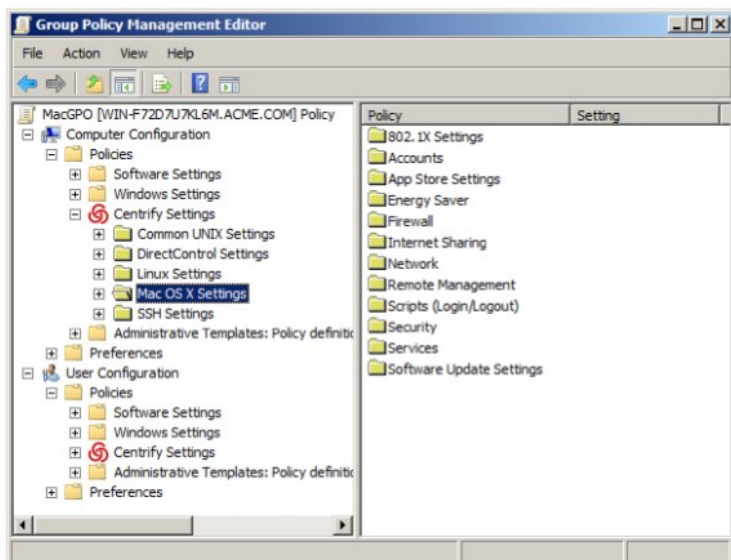 Group Policy Management Editor
File Action View Help
MacGPO [WIN-F72D7U7KL6M.ACME.COM] Policy
Computer Configuration
Policies
Software Settings
Windows Settings
Centrify Settings
Common UNIX Settings
DirectControl Settings
Linux Settings
Mac OS X Settings
SSH Settings
Administrative Templates: Policy definitio
Preferences
User Configuration
Policies
Software Settings
Windows Settings
Centrify Settings
Administrative Templates: Policy definitio
Preferences
Policy Setting
802.1X Settings
Accounts
App Store Settings
Energy Saver
Firewall
Internet Sharing
Network
Remote Management
Scripts (Login/Logout)
Security
Services
Software Update Settings